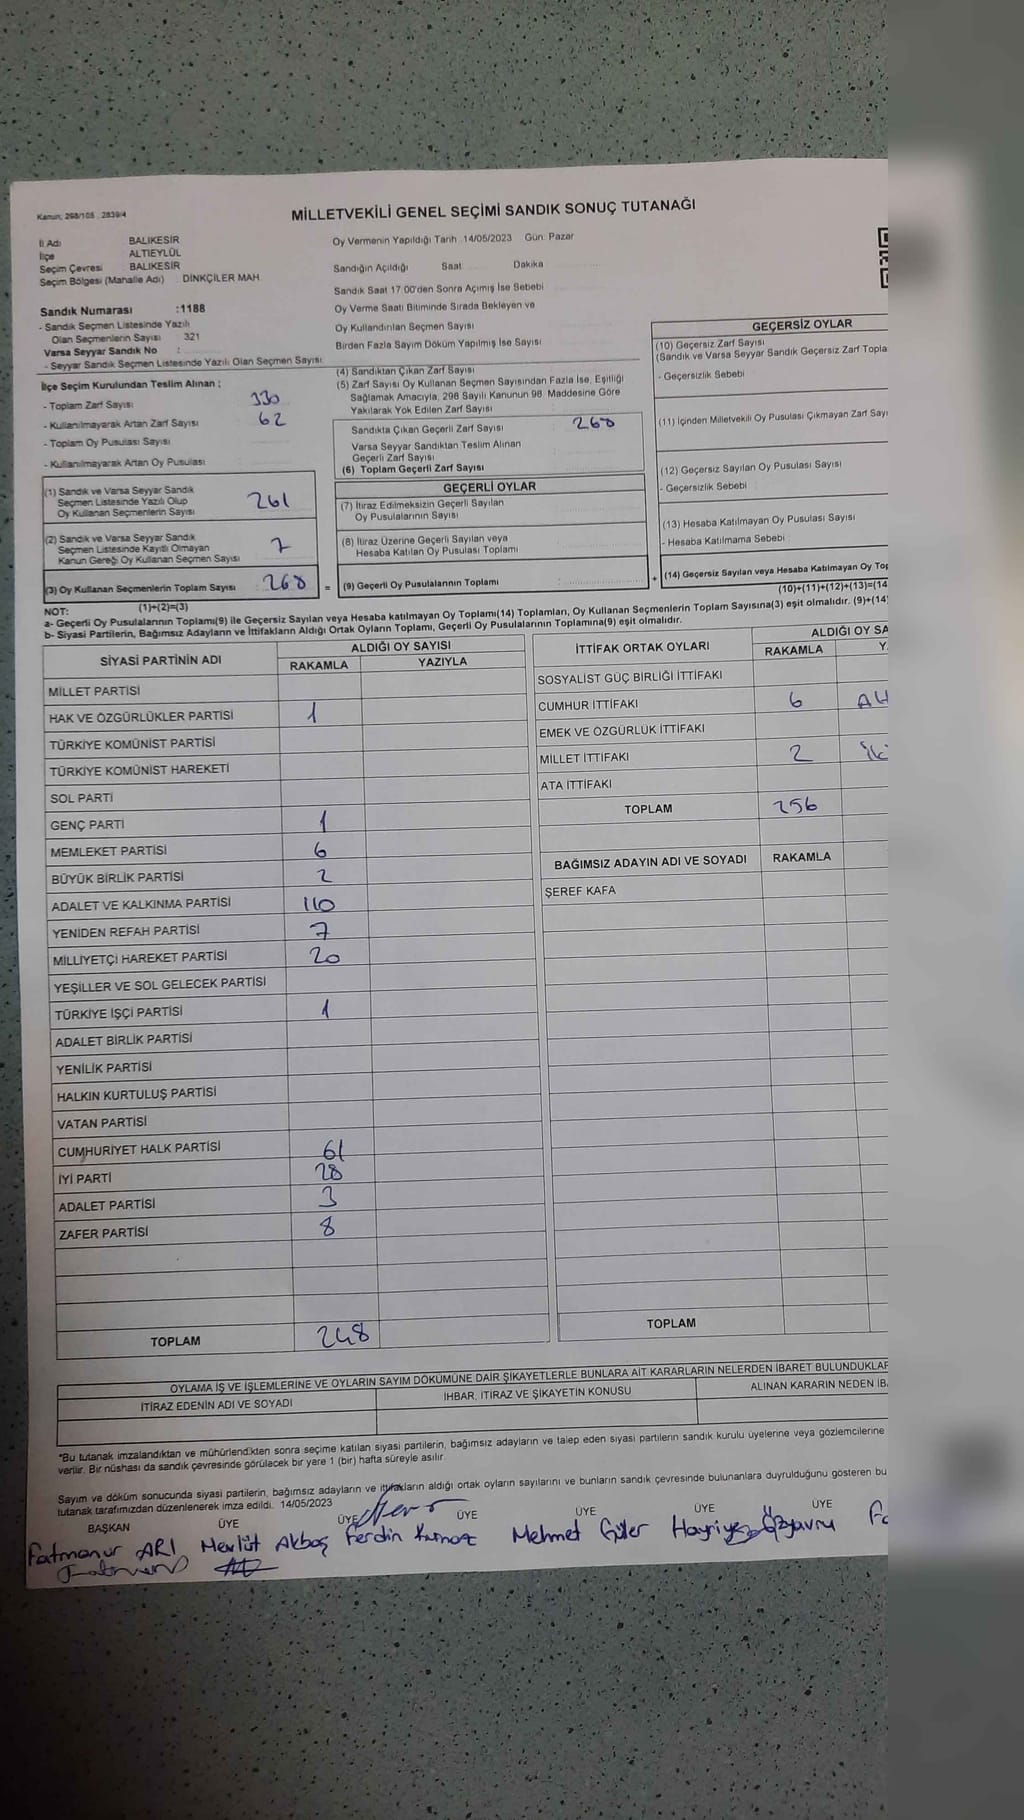 Kanun; 298/105 , 2839/4
MİLLETVEKİLİ GENEL SEÇİMİ SANDIK SONUÇ TUTANAĞI
İl Adı BALIKESİR
İlçe ALTIEYLÜL
Seçim Çevresi BALIKESİR
Seçim Bölgesi (Mahalle Adı) : DİNKÇİLER MAH.
Sandık Numarası :1188
- Sandık Seçmen Listesinde Yazılı
Olan Seçmenlerin Sayısı : 321
Varsa Seyyar Sandık No :
- Seyyar Sandık Seçmen Listesinde Yazılı Olan Seçmen Sayısı:
Oy Vermenin Yapıldığı Tarih :14/05/2023 Gün: Pazar
Sandığın Açıldığı Saat Dakika
Sandık Saat 17:00'den Sonra Açımış İse Sebebi
Oy Verme Saati Bitiminde Sırada Bekleyen ve
Oy Kullandırılan Seçmen Sayısı
Birden Fazla Sayım Döküm Yapılmış İse Sayısı
İlçe Seçim Kurulundan Teslim Alınan ;
- Toplam Zarf Sayısı 330
- Kullanılmayarak Artan Zarf Sayısı 62
- Toplam Oy Pusulası Sayısı
- Kullanılmayarak Artan Oy Pusulası
(4) Sandıktan Çıkan Zarf Sayısı
(5) Zarf Sayısı Oy Kullanan Seçmen Sayısından Fazla İse, Eşitliği
Sağlamak Amacıyla, 298 Sayılı Kanunun 98. Maddesine Göre
Yakılarak Yok Edilen Zarf Sayısı
Sandıkta Çıkan Geçerli Zarf Sayısı 268
Varsa Seyyar Sandıktan Teslim Alınan
Geçerli Zarf Sayısı
(6) Toplam Geçerli Zarf Sayısı
GEÇERSİZ OYLAR
(10) Geçersiz Zarf Sayısı
(Sandık ve Varsa Seyyar Sandık Geçersiz Zarf Topla
- Geçersizlik Sebebi
(11) İçinden Milletvekili Oy Pusulası Çıkmayan Zarf Sayı
(12) Geçersiz Sayılan Oy Pusulası Sayısı
- Geçersizlik Sebebi
(13) Hesaba Katılmayan Oy Pusulası Sayısı
- Hesaba Katılmama Sebebi
(1) Sandık ve Varsa Seyyar Sandık
Seçmen Listesinde Yazılı Olup
Oy Kullanan Seçmenlerin Sayısı 261
(2) Sandık ve Varsa Seyyar Sandık
Seçmen Listesinde Kayıtlı Olmayan
Kanun Gereği Oy Kullanan Seçmen Sayısı 7
(3) Oy Kullanan Seçmenlerin Toplam Sayısı 268 =
(1)+(2)=(3)
GEÇERLİ OYLAR
(7) İtiraz Edilmeksizin Geçerli Sayılan
Oy Pusulalarının Sayısı
(8) İtiraz Üzerine Geçerli Sayılan veya
Hesaba Katılan Oy Pusulası Toplamı
(9) Geçerli Oy Pusulalarının Toplamı +
(14) Geçersiz Sayılan veya Hesaba Katılmayan Oy Top
(10)+(11)+(12)+(13)=(14
NOT:
a- Geçerli Oy Pusulalarının Toplamı(9) ile Geçersiz Sayılan veya Hesaba katılmayan Oy Toplamı(14) Toplamları, Oy Kullanan Seçmenlerin Toplam Sayısına(3) eşit olmalıdır. (9)+(14)
b- Siyasi Partilerin, Bağımsız Adayların ve İttifakların Aldığı Ortak Oyların Toplamı, Geçerli Oy Pusulalarının Toplamına(9) eşit olmalıdır.
SİYASİ PARTİNİN ADI ALDIĞI OY SAYISI
RAKAMLA YAZIYLA
MİLLET PARTİSİ
HAK VE ÖZGÜRLÜKLER PARTİSİ 1
TÜRKİYE KOMÜNİST PARTİSİ
TÜRKİYE KOMÜNİST HAREKETİ
SOL PARTİ
GENÇ PARTİ 1
MEMLEKET PARTİSİ 6
BÜYÜK BİRLİK PARTİSİ 2
ADALET VE KALKINMA PARTİSİ 110
YENİDEN REFAH PARTİSİ 7
MİLLİYETÇİ HAREKET PARTİSİ 20
YEŞİLLER VE SOL GELECEK PARTİSİ
TÜRKİYE İŞÇİ PARTİSİ 1
ADALET BİRLİK PARTİSİ
YENİLİK PARTİSİ
HALKIN KURTULUŞ PARTİSİ
VATAN PARTİSİ
CUMHURİYET HALK PARTİSİ 61
İYİ PARTİ 28
ADALET PARTİSİ 3
ZAFER PARTİSİ 8
TOPLAM 248
İTTİFAK ORTAK OYLARI ALDIĞI OY SA
RAKAMLA Y
SOSYALİST GÜÇ BİRLİĞİ İTTİFAKI
CUMHUR İTTİFAKI 6 Alt
EMEK VE ÖZGÜRLÜK İTTİFAKI
MİLLET İTTİFAKI 2 iki
ATA İTTİFAKI
TOPLAM 256
BAĞIMSIZ ADAYIN ADI VE SOYADI RAKAMLA
ŞEREF KAFA
TOPLAM
OYLAMA İŞ VE İŞLEMLERİNE VE OYLARIN SAYIM DÖKÜMÜNE DAİR ŞİKAYETLERLE BUNLARA AİT KARARLARIN NELERDEN İBARET BULUNDUKLAR
İTİRAZ EDENİN ADI VE SOYADI İHBAR, İTİRAZ VE ŞİKAYETİN KONUSU ALINAN KARARIN NEDEN İB
*Bu tutanak imzalandıktan ve mühürlendikten sonra seçime katılan siyasi partilerin, bağımsız adayların ve talep eden siyasi partilerin sandık kurulu üyelerine veya gözlemcilerine
verilir. Bir nüshası da sandık çevresinde görülecek bir yere 1 (bir) hafta süreyle asılır.
Sayım ve döküm sonucunda siyasi partilerin, bağımsız adayların ve ittifakların aldığı ortak oyların sayılarını ve bunların sandık çevresinde bulunanlara duyrulduğunu gösteren bu
tutanak tarafımızdan düzenlenerek imza edildi. 14/05/2023
BAŞKAN ÜYE ÜYE ÜYE ÜYE ÜYE ÜYE
Fatmanur ARI Mevlüt Akbaş Ferdin Mehmet Güler Hayriye Özyavru